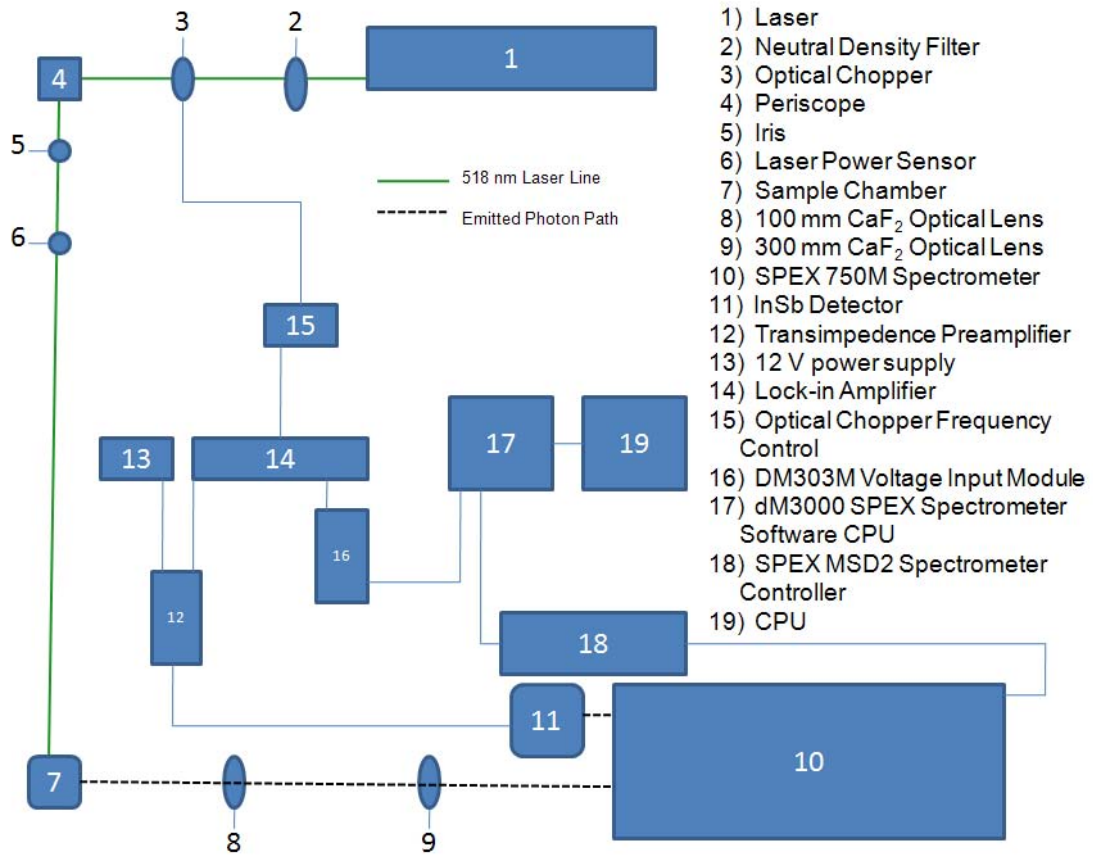 3
2
1
4
5
6
518 nm Laser Line
Emitted Photon Path
15
13
14
17
19
16
12
18
11
10
7
8
9
1) Laser
2) Neutral Density Filter
3) Optical Chopper
4) Periscope
5) Iris
6) Laser Power Sensor
7) Sample Chamber
8) 100 mm CaF₂ Optical Lens
9) 300 mm CaF₂ Optical Lens
10) SPEX 750M Spectrometer
11) InSb Detector
12) Transimpedence Preamplifier
13) 12 V power supply
14) Lock-in Amplifier
15) Optical Chopper Frequency
Control
16) DM303M Voltage Input Module
17) dM3000 SPEX Spectrometer
Software CPU
18) SPEX MSD2 Spectrometer
Controller
19) CPU